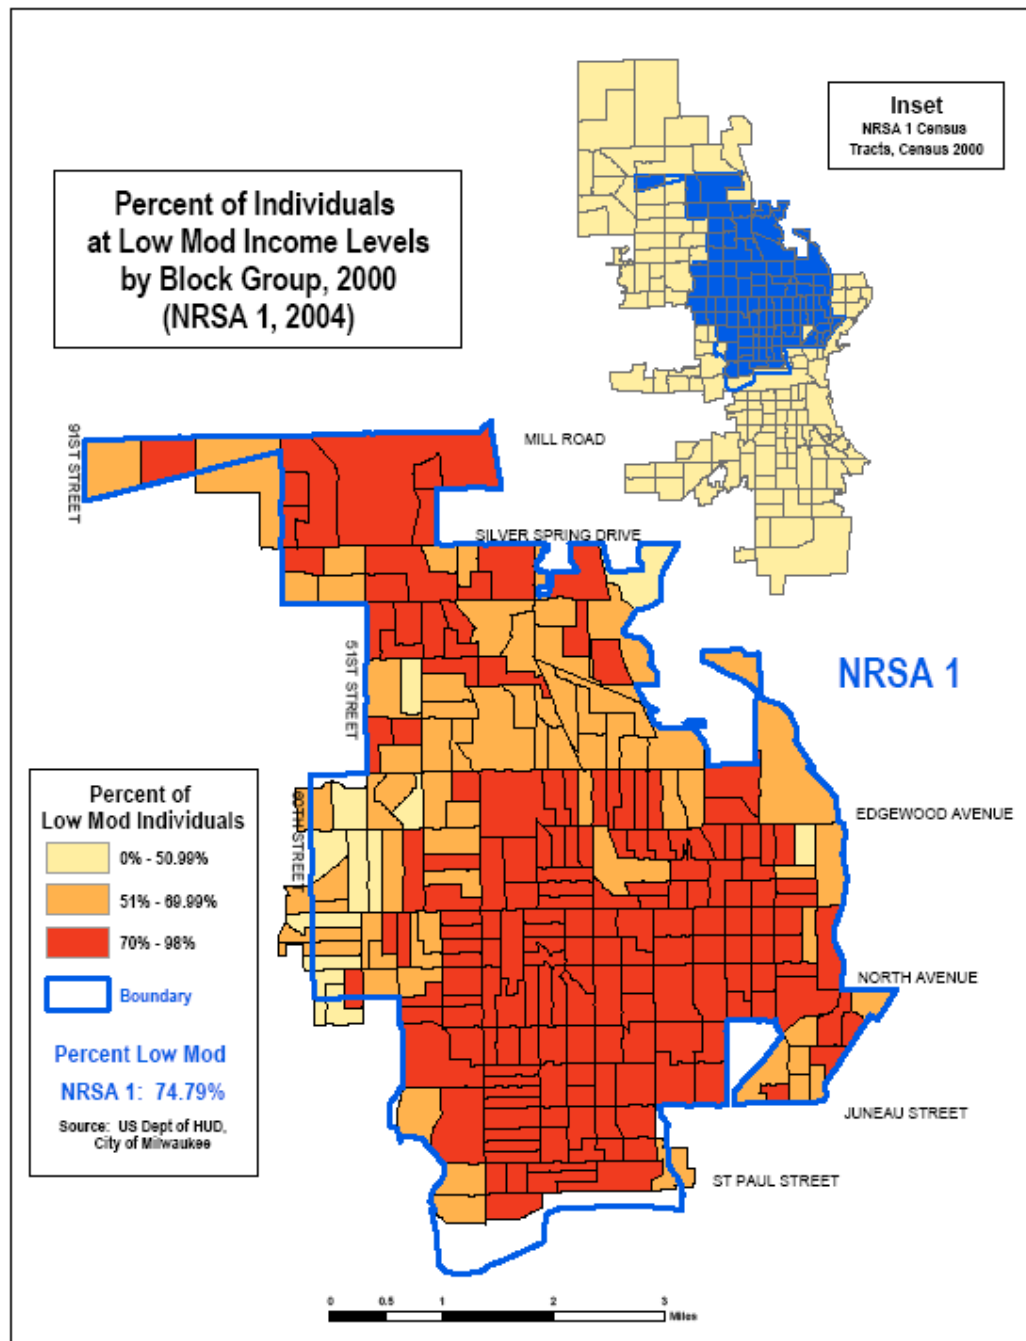 Inset
NRSA 1 Census
Tracts, Census 2000
Percent of Individuals
at Low Mod Income Levels
by Block Group, 2000
(NRSA 1, 2004)
91ST STREET
MILL ROAD
SILVER SPRING DRIVE
51ST STREET
NRSA 1
60TH STREET
EDGEWOOD AVENUE
NORTH AVENUE
JUNEAU STREET
ST PAUL STREET
Percent of
Low Mod Individuals
0% - 50.99%
51% - 69.99%
70% - 98%
Boundary
Percent Low Mod
NRSA 1: 74.79%
Source: US Dept of HUD,
City of Milwaukee
0 0.5 1 2 3
Miles